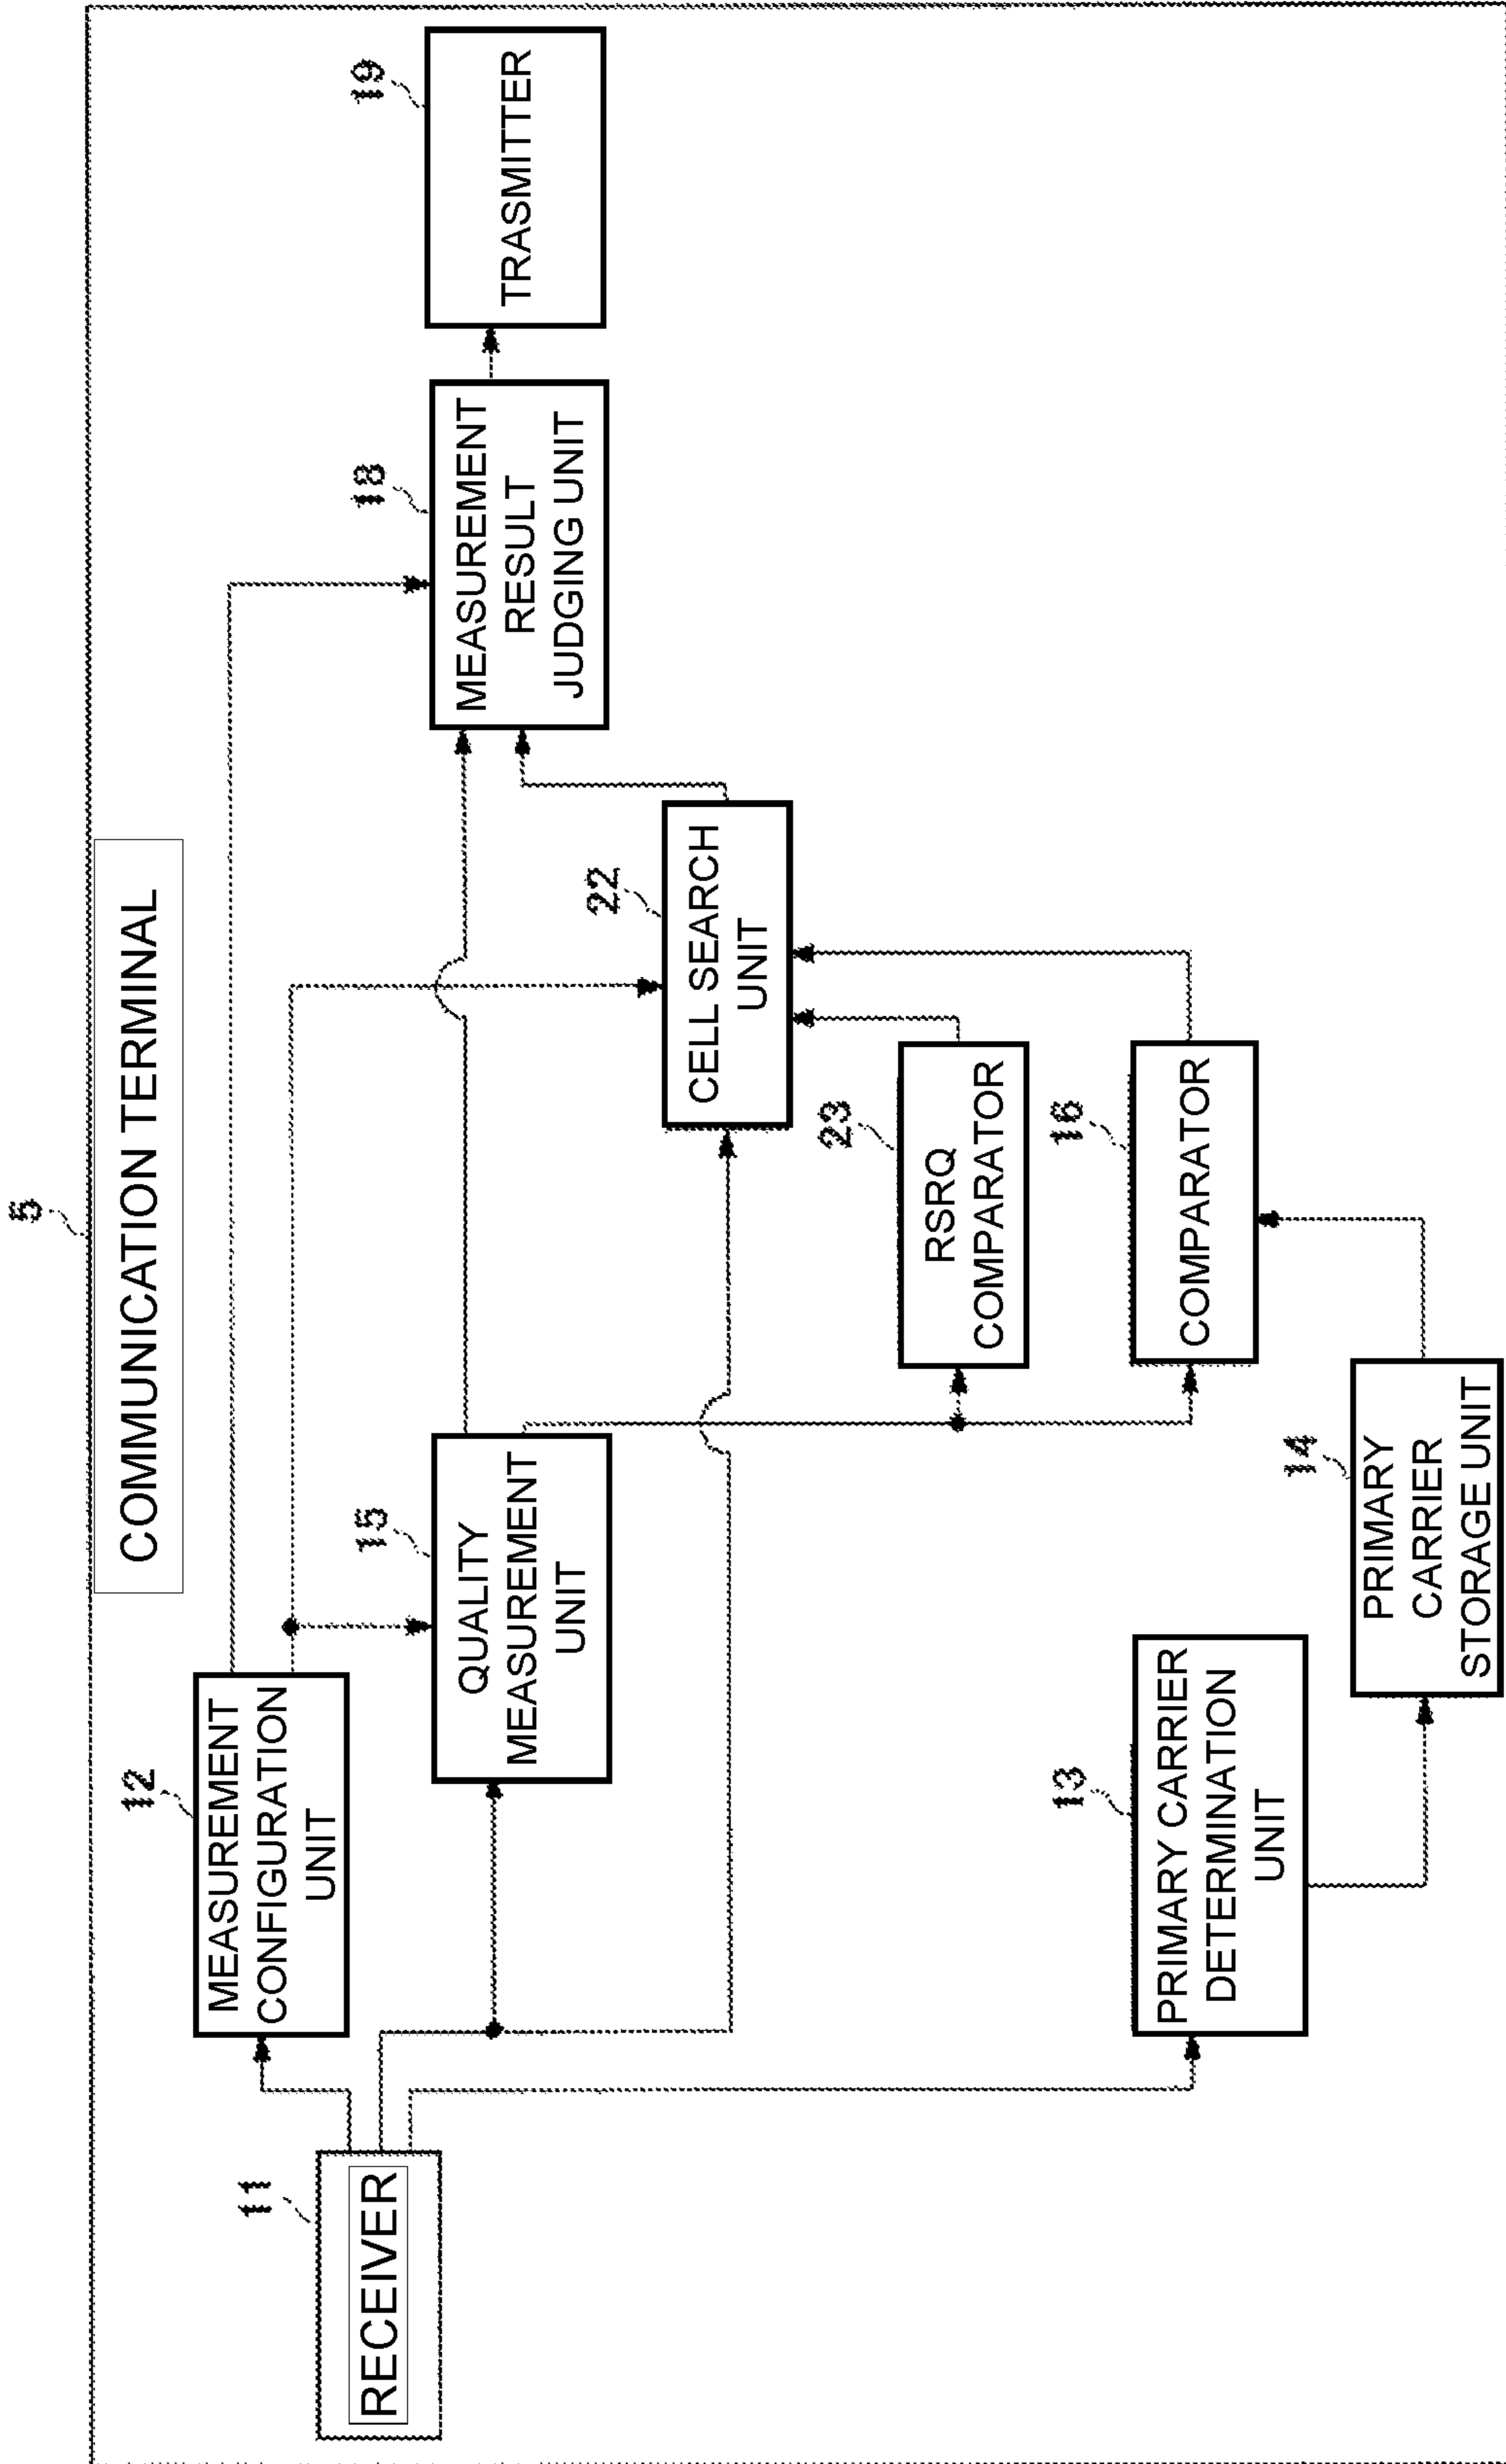 5
COMMUNICATION TERMINAL
11
RECEIVER
12
MEASUREMENT
CONFIGURATION
UNIT
15
QUALITY
MEASUREMENT
UNIT
13
PRIMARY CARRIER
DETERMINATION
UNIT
14
PRIMARY
CARRIER
STORAGE UNIT
23
RSRQ
COMPARATOR
16
COMPARATOR
22
CELL SEARCH
UNIT
18
MEASUREMENT
RESULT
JUDGING UNIT
19
TRASMITTER